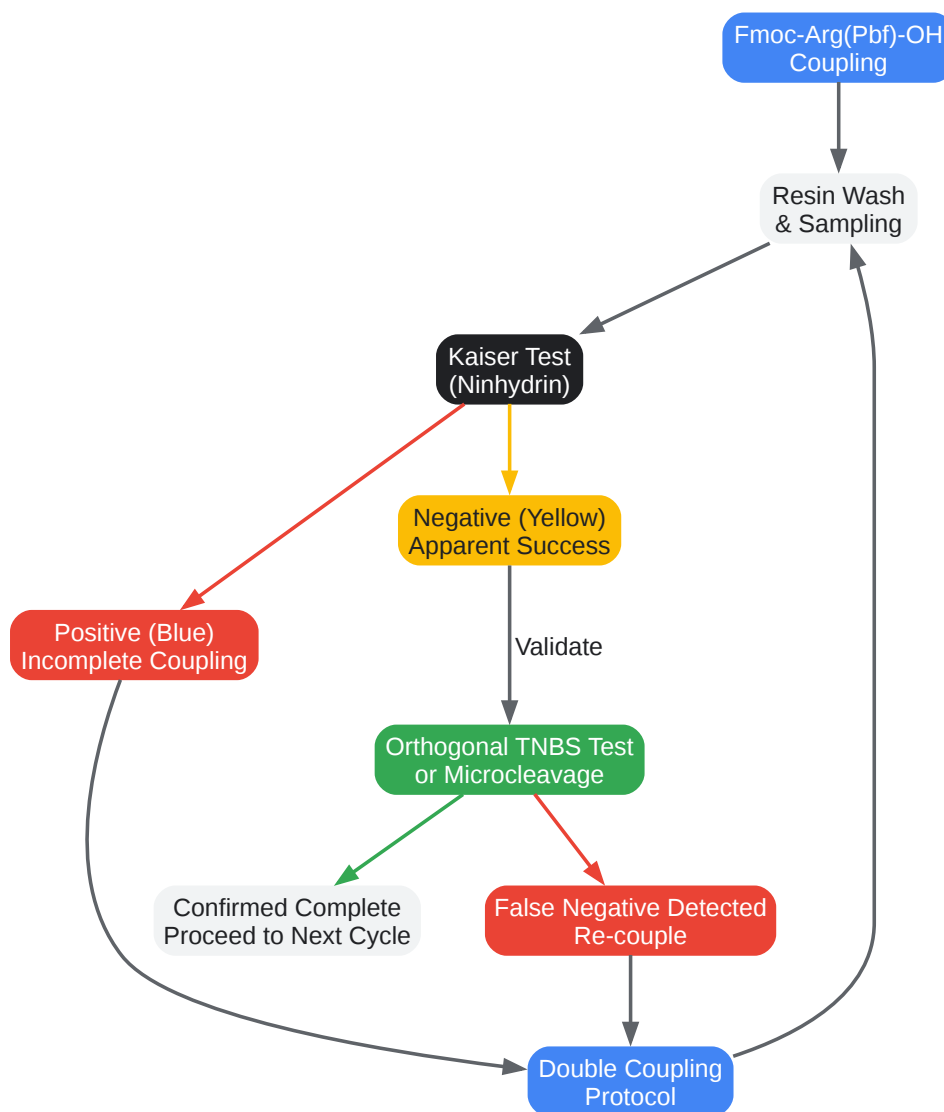 Fmoc-Arg(Pbf)-OH
Coupling
Resin Wash
& Sampling
Kaiser Test
(Ninhydrin)
Negative (Yellow)
Apparent Success
Positive (Blue)
Incomplete Coupling
Validate
Orthogonal TNBS Test
or Microcleavage
Confirmed Complete
Proceed to Next Cycle
False Negative Detected
Re-couple
Double Coupling
Protocol